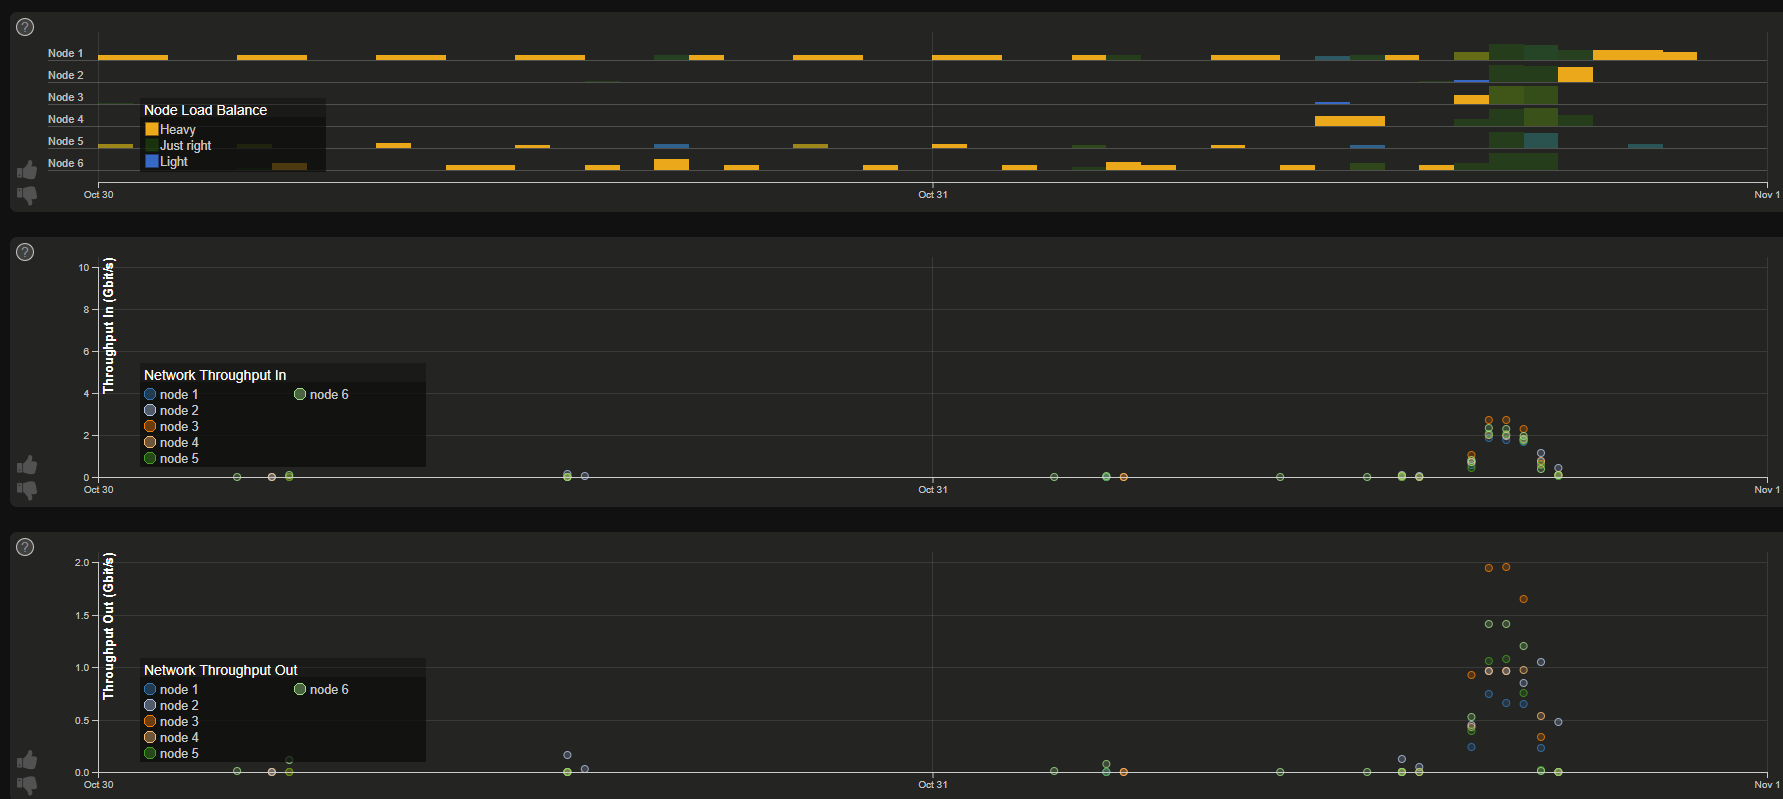 ?
Node 1
Node 2
Node 3
Node 4
Node 5
Node 6
Node Load Balance
Heavy
Just right
Light
Oct 30
Oct 31
Nov 1
?
Throughput In (Gbit/s)
10
8
6
4
2
0
Network Throughput In
node 1
node 6
node 2
node 3
node 4
node 5
Oct 30
Oct 31
Nov 1
?
Throughput Out (Gbit/s)
2.0
1.5
1.0
0.5
0.0
Network Throughput Out
node 1
node 6
node 2
node 3
node 4
node 5
Oct 30
Oct 31
Nov 1